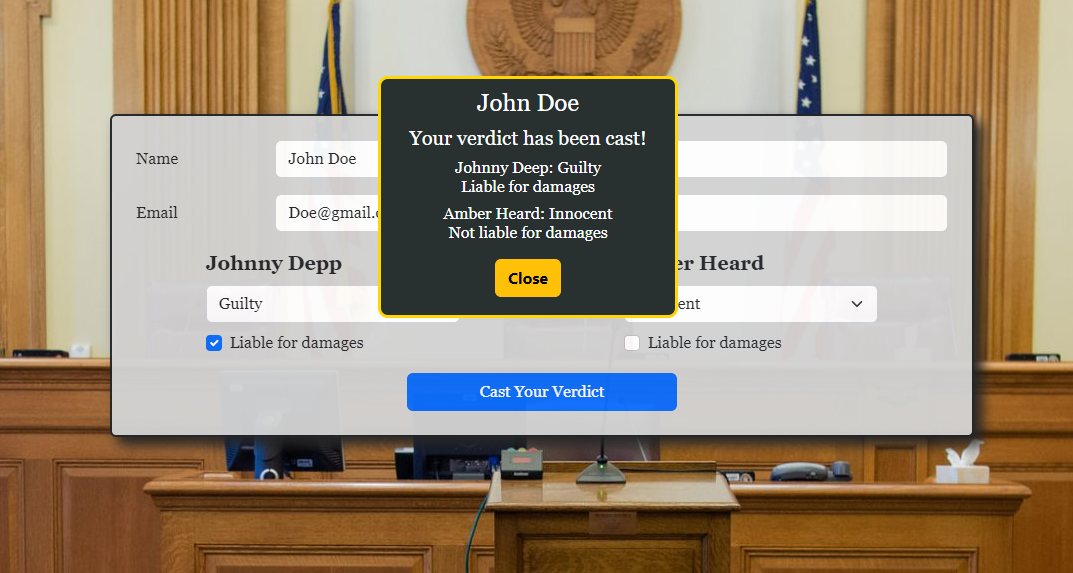 John Doe
Your verdict has been cast!
Johnny Deep: Guilty
Liable for damages
Amber Heard: Innocent
Not liable for damages
Close
Name
John Doe
Email
Doe@gmail.c
Johnny Depp
er Heard
Guilty
ent
Liable for damages
Liable for damages
Cast Your Verdict